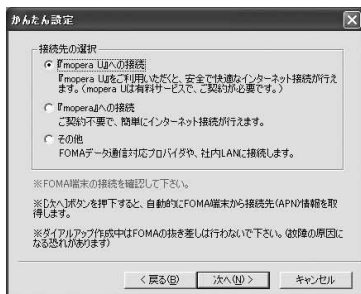 かんたん設定
接続先の選択
『mopera U』への接続
『mopera U』をご利用いただくと、安全で快適なインターネット接続が行え
ます。(mopera Uは有料サービスで、ご契約が必要です。)
『mopera』への接続
ご契約不要で、簡単にインターネット接続が行えます。
その他
FOMAデータ通信対応プロバイダや、社内LANに接続します。
※FOMA端末の接続を確認して下さい。
※[次へ]ボタンを押下すると、自動的にFOMA端末から接続先(APN)情報を取
得します。
※ダイアルアップ作成中はFOMAの抜き差しは行わないで下さい。(故障の原因に
なる恐れがあります)
< 戻る(B)
次へ(N) >
キャンセル